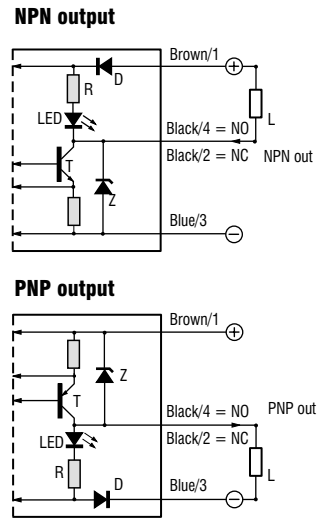 NPN output
Brown/1
D
R
LED
L
Black/4 = NO
Black/2 = NC
NPN out
T
Z
Blue/3
PNP output
Brown/1
Z
T
Black/4 = NO
PNP out
Black/2 = NC
LED
R
L
D
Blue/3